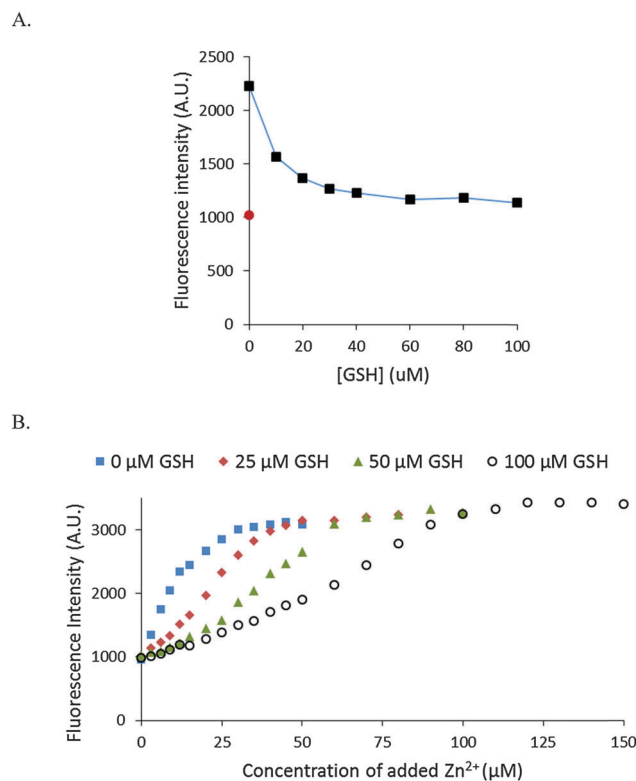 A.
Fluorescence intensity (A.U.)
2500
2000
1500
1000
500
0
0 20 40 60 80 100
[GSH] (uM)
B.
0 μM GSH 25 μM GSH 50 μM GSH 100 μM GSH
Fluorescence Intensity (A.U.)
3000
2000
1000
0
0 25 50 75 100 125 150
Concentration of added Zn²⁺(μM)